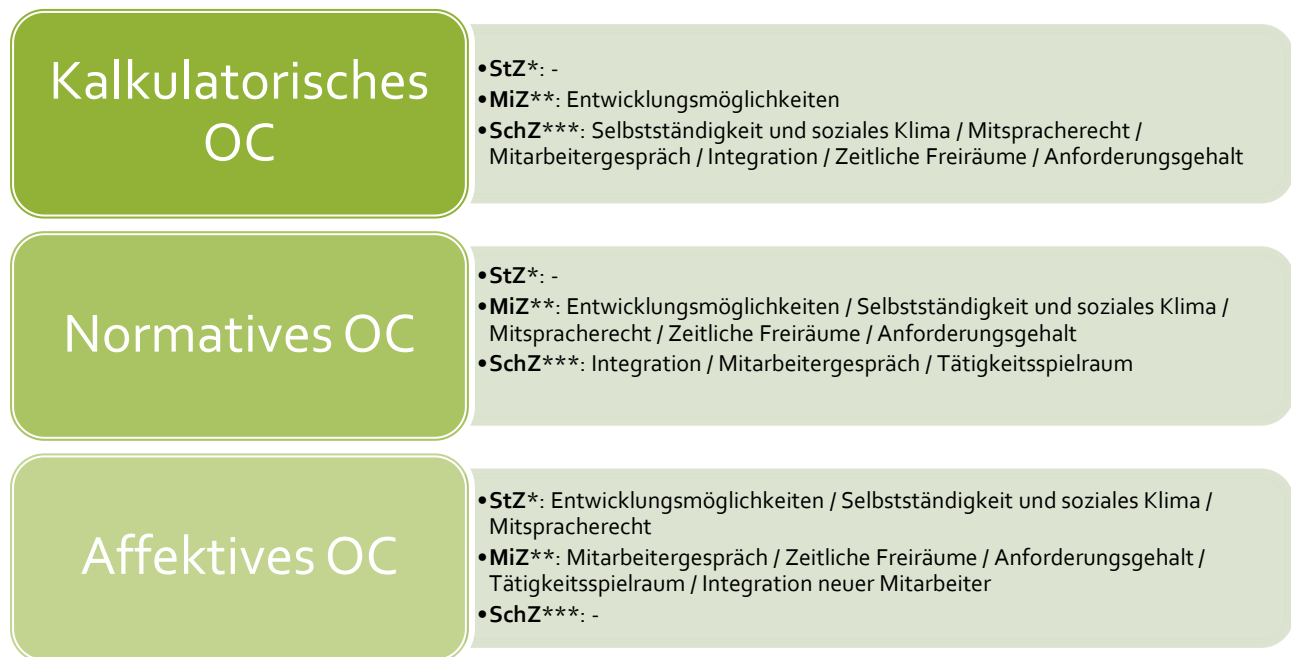 Kalkulatorisches
OC
•StZ*: -
•MiZ**: Entwicklungsmöglichkeiten
•SchZ***: Selbstständigkeit und soziales Klima / Mitspracherecht /
Mitarbeitergespräch / Integration / Zeitliche Freiräume / Anforderungsgehalt
Normatives OC
•StZ*: -
•MiZ**: Entwicklungsmöglichkeiten / Selbstständigkeit und soziales Klima /
Mitspracherecht / Zeitliche Freiräume / Anforderungsgehalt
•SchZ***: Integration / Mitarbeitergespräch / Tätigkeitsspielraum
Affektives OC
•StZ*: Entwicklungsmöglichkeiten / Selbstständigkeit und soziales Klima /
Mitspracherecht
•MiZ**: Mitarbeitergespräch / Zeitliche Freiräume / Anforderungsgehalt /
Tätigkeitsspielraum / Integration neuer Mitarbeiter
•SchZ***: -